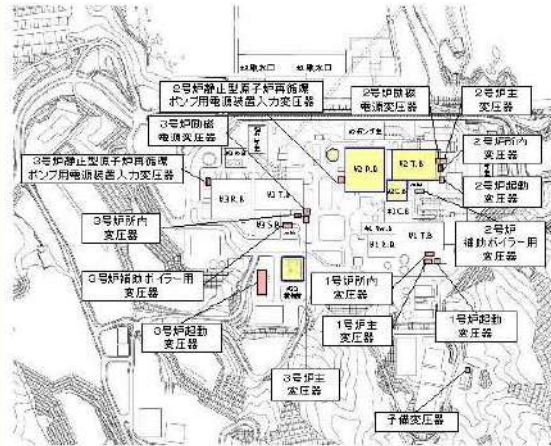 2号炉静止型原子炉再循環
ポンプ用電源装置入力変圧器
2号炉励磁
電源変圧器
2号炉主
変圧器
3号炉励磁
電源変圧器
2号炉所内
変圧器
3号炉静止型原子炉再循環
ポンプ用電源装置入力変圧器
2号炉起動
変圧器
3号炉所内
変圧器
2号炉
補助ボイラー用
変圧器
3号炉補助ボイラー用
変圧器
1号炉所内
変圧器
3号炉起動
変圧器
1号炉主
変圧器
1号炉起動
変圧器
3号炉主
変圧器
予備変圧器
#2 R.B
#2 T.B
#3 R.B
#3 T.B
#3 S.B
#1 R.B
#1 T.B